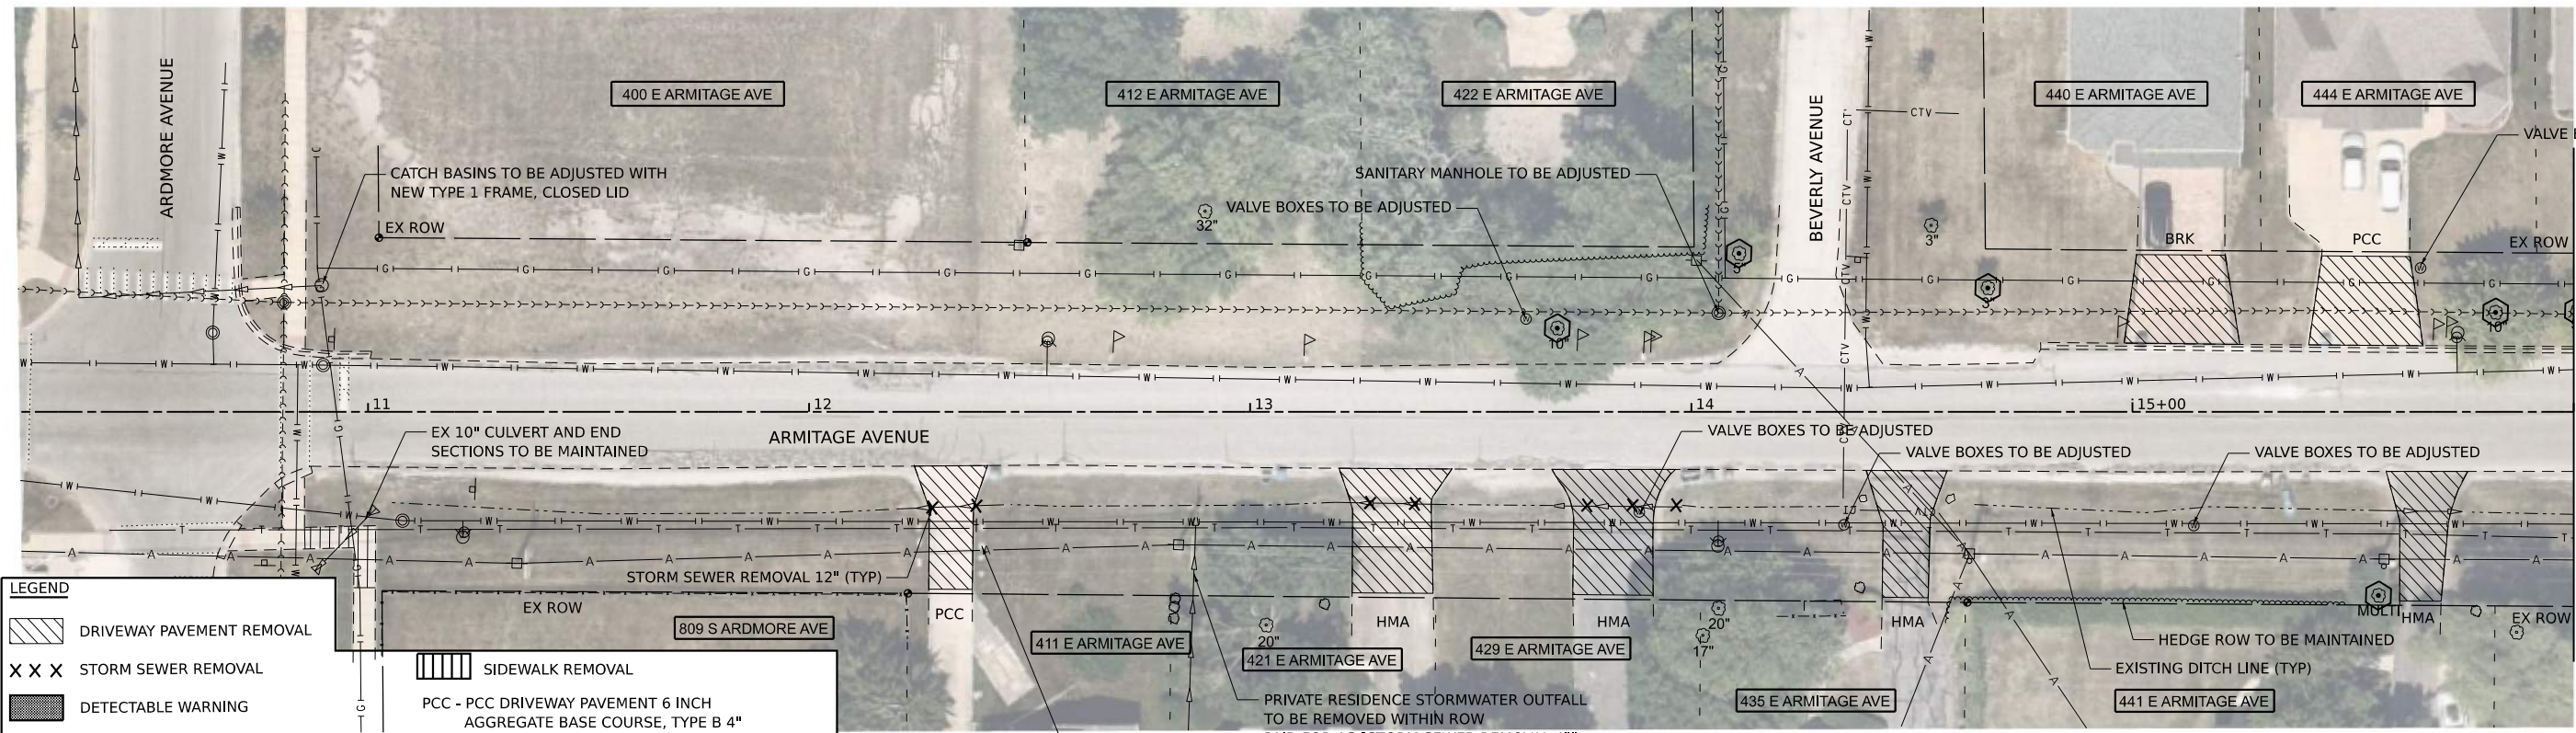 ARDMORE AVENUE
400 E ARMITAGE AVE
412 E ARMITAGE AVE
422 E ARMITAGE AVE
BEVERLY AVENUE
440 E ARMITAGE AVE
444 E ARMITAGE AVE
VALVE
CATCH BASINS TO BE ADJUSTED WITH
NEW TYPE 1 FRAME, CLOSED LID
SANITARY MANHOLE TO BE ADJUSTED
VALVE BOXES TO BE ADJUSTED
EX ROW
32"
5"
3"
3"
BRK
PCC
EX ROW
10"
10"
CTV
CTV
CTV
CTV
11
12
13
14
15+00
ARMITAGE AVENUE
EX 10" CULVERT AND END
SECTIONS TO BE MAINTAINED
VALVE BOXES TO BE ADJUSTED
VALVE BOXES TO BE ADJUSTED
VALVE BOXES TO BE ADJUSTED
STORM SEWER REMOVAL 12" (TYP)
EX ROW
809 S ARDMORE AVE
PCC
411 E ARMITAGE AVE
20"
421 E ARMITAGE AVE
HMA
429 E ARMITAGE AVE
HMA
20"
17"
HMA
435 E ARMITAGE AVE
MULTI
HMA
EX ROW
HEDGE ROW TO BE MAINTAINED
EXISTING DITCH LINE (TYP)
441 E ARMITAGE AVE
PRIVATE RESIDENCE STORMWATER OUTFALL
TO BE REMOVED WITHIN ROW
LEGEND
DRIVEWAY PAVEMENT REMOVAL
X X X STORM SEWER REMOVAL
DETECTABLE WARNING
SIDEWALK REMOVAL
PCC - PCC DRIVEWAY PAVEMENT 6 INCH
AGGREGATE BASE COURSE, TYPE B 4"